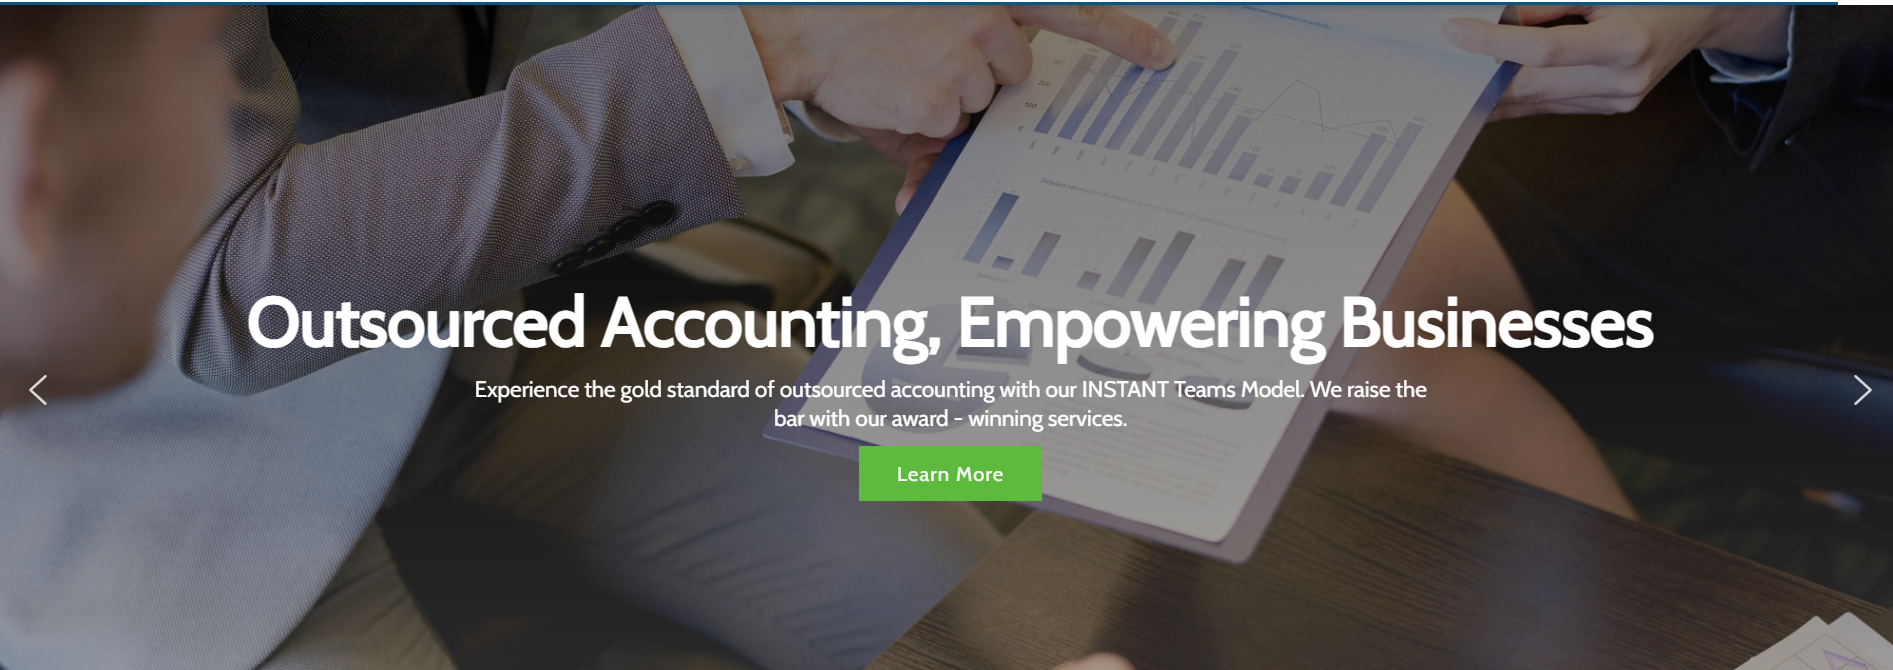 Outsourced Accounting, Empowering Businesses
Experience the gold standard of outsourced accounting with our INSTANT Teams Model. We raise the
bar with our award - winning services.
Learn More